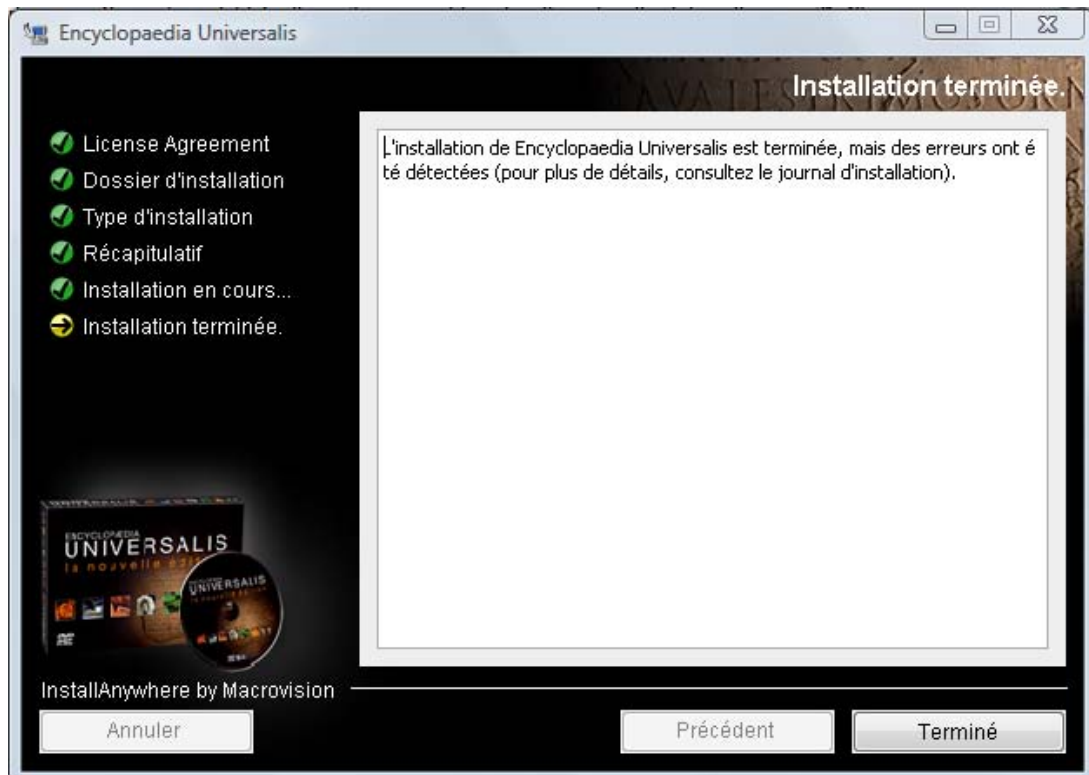 Encyclopaedia Universalis
Installation terminée.
License Agreement
Dossier d'installation
Type d'installation
Récapitulatif
Installation en cours...
Installation terminée.
L'installation de Encyclopaedia Universalis est terminée, mais des erreurs ont é
té détectées (pour plus de détails, consultez le journal d'installation).
ENCYCLOPÆDIA
UNIVERSALIS
la nouvelle édition
UNIVERSALIS
InstallAnywhere by Macrovision
Annuler
Précédent
Terminé